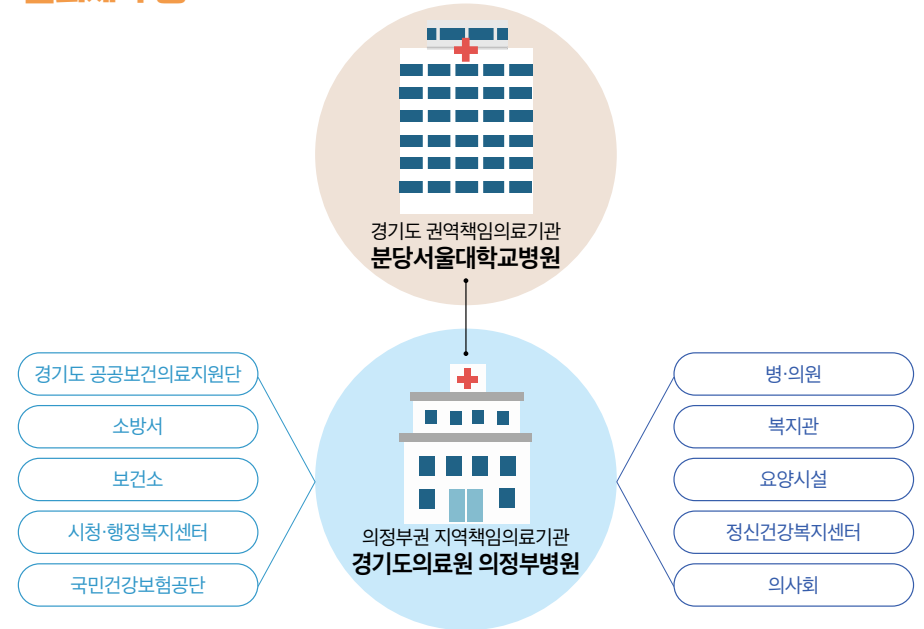 경기도 권역책임의료기관
분당서울대학교병원
경기도 공공보건의료지원단
소방서
보건소
시청·행정복지센터
국민건강보험공단
의정부권 지역책임의료기관
경기도의료원 의정부병원
병·의원
복지관
요양시설
정신건강복지센터
의사회